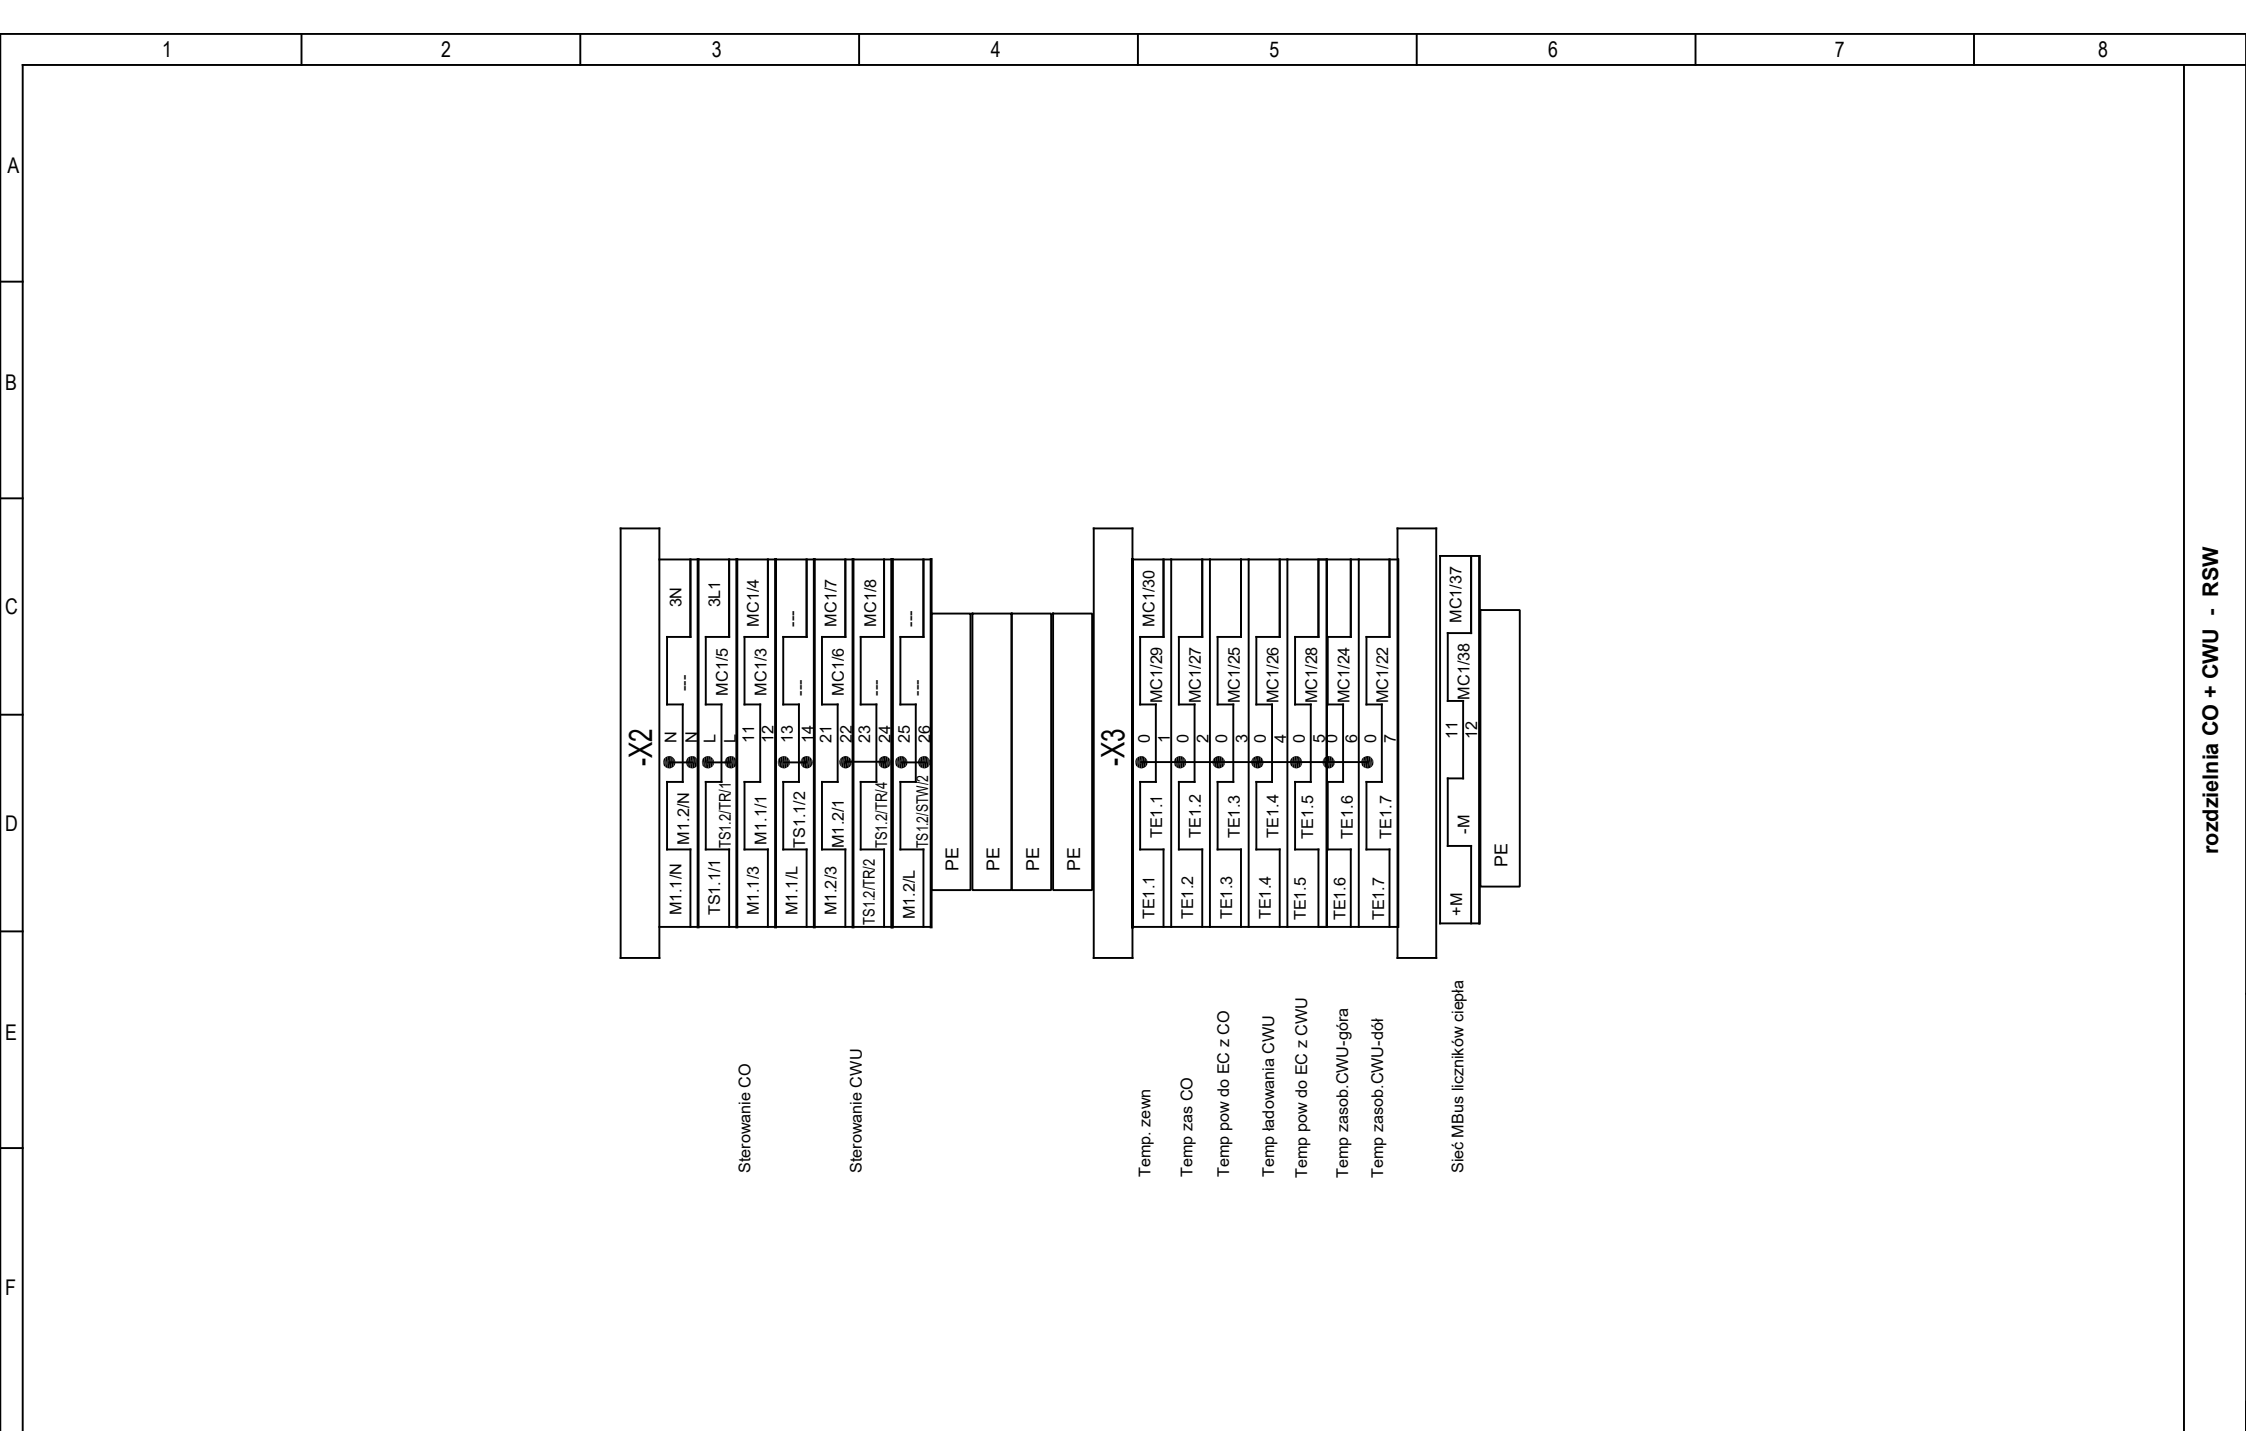 1 2 3 4 5 6 7 8
A
B
C
D
E
F
rozdzielnia CO + CWU - RSW
-X2
M1.1/N M1.2/N N N --- 3N
TS1.1/1 TS1.2/TR/1 L L MC1/5 3L1
M1.1/3 M1.1/1 11 12 MC1/3 MC1/4
M1.1/L TS1.1/2 13 14 --- ---
M1.2/3 M1.2/1 21 22 MC1/6 MC1/7
TS1.2/TR/2 TS1.2/TR/4 23 24 --- MC1/8
M1.2/L TS1.2/STW/2 25 26 --- ---
PE
PE
PE
PE
-X3
TE1.1 TE1.1 0 1 MC1/29 MC1/30
TE1.2 TE1.2 0 2 MC1/27
TE1.3 TE1.3 0 3 MC1/25
TE1.4 TE1.4 0 4 MC1/26
TE1.5 TE1.5 0 5 MC1/28
TE1.6 TE1.6 0 6 MC1/24
TE1.7 TE1.7 0 7 MC1/22
+M -M 11 12 MC1/38 MC1/37
PE
Sterowanie CO
Sterowanie CWU
Temp. zewn
Temp zas CO
Temp pow do EC z CO
Temp ładowania CWU
Temp pow do EC z CWU
Temp zasob.CWU-góra
Temp zasob.CWU-dół
Sieć MBus liczników ciepła